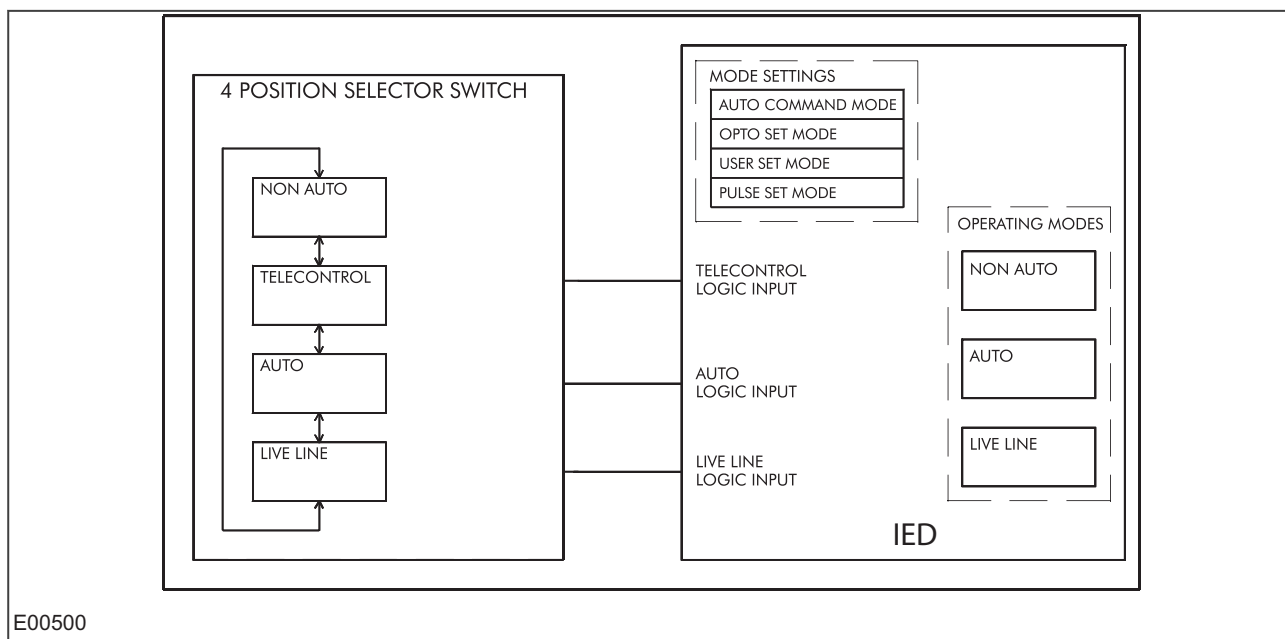 4 POSITION SELECTOR SWITCH
NON AUTO
TELECONTROL
AUTO
LIVE LINE
MODE SETTINGS
AUTO COMMAND MODE
OPTO SET MODE
USER SET MODE
PULSE SET MODE
TELECONTROL
LOGIC INPUT
AUTO
LOGIC INPUT
LIVE LINE
LOGIC INPUT
OPERATING MODES
NON AUTO
AUTO
LIVE LINE
IED
E00500